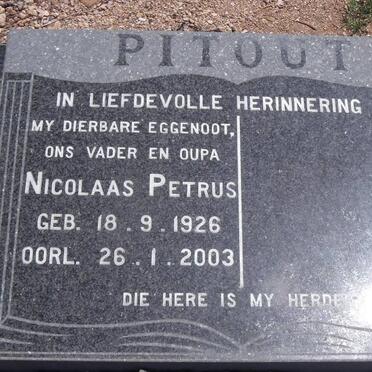 PITOUT
IN LIEFDEVOLLE HERINNERING
MY DIERBARE EGGENOOT,
ONS VADER EN OUPA
NICOLAAS PETRUS
GEB. 18.9.1926
OORL. 26.1.2003
DIE HERE IS MY HERDER